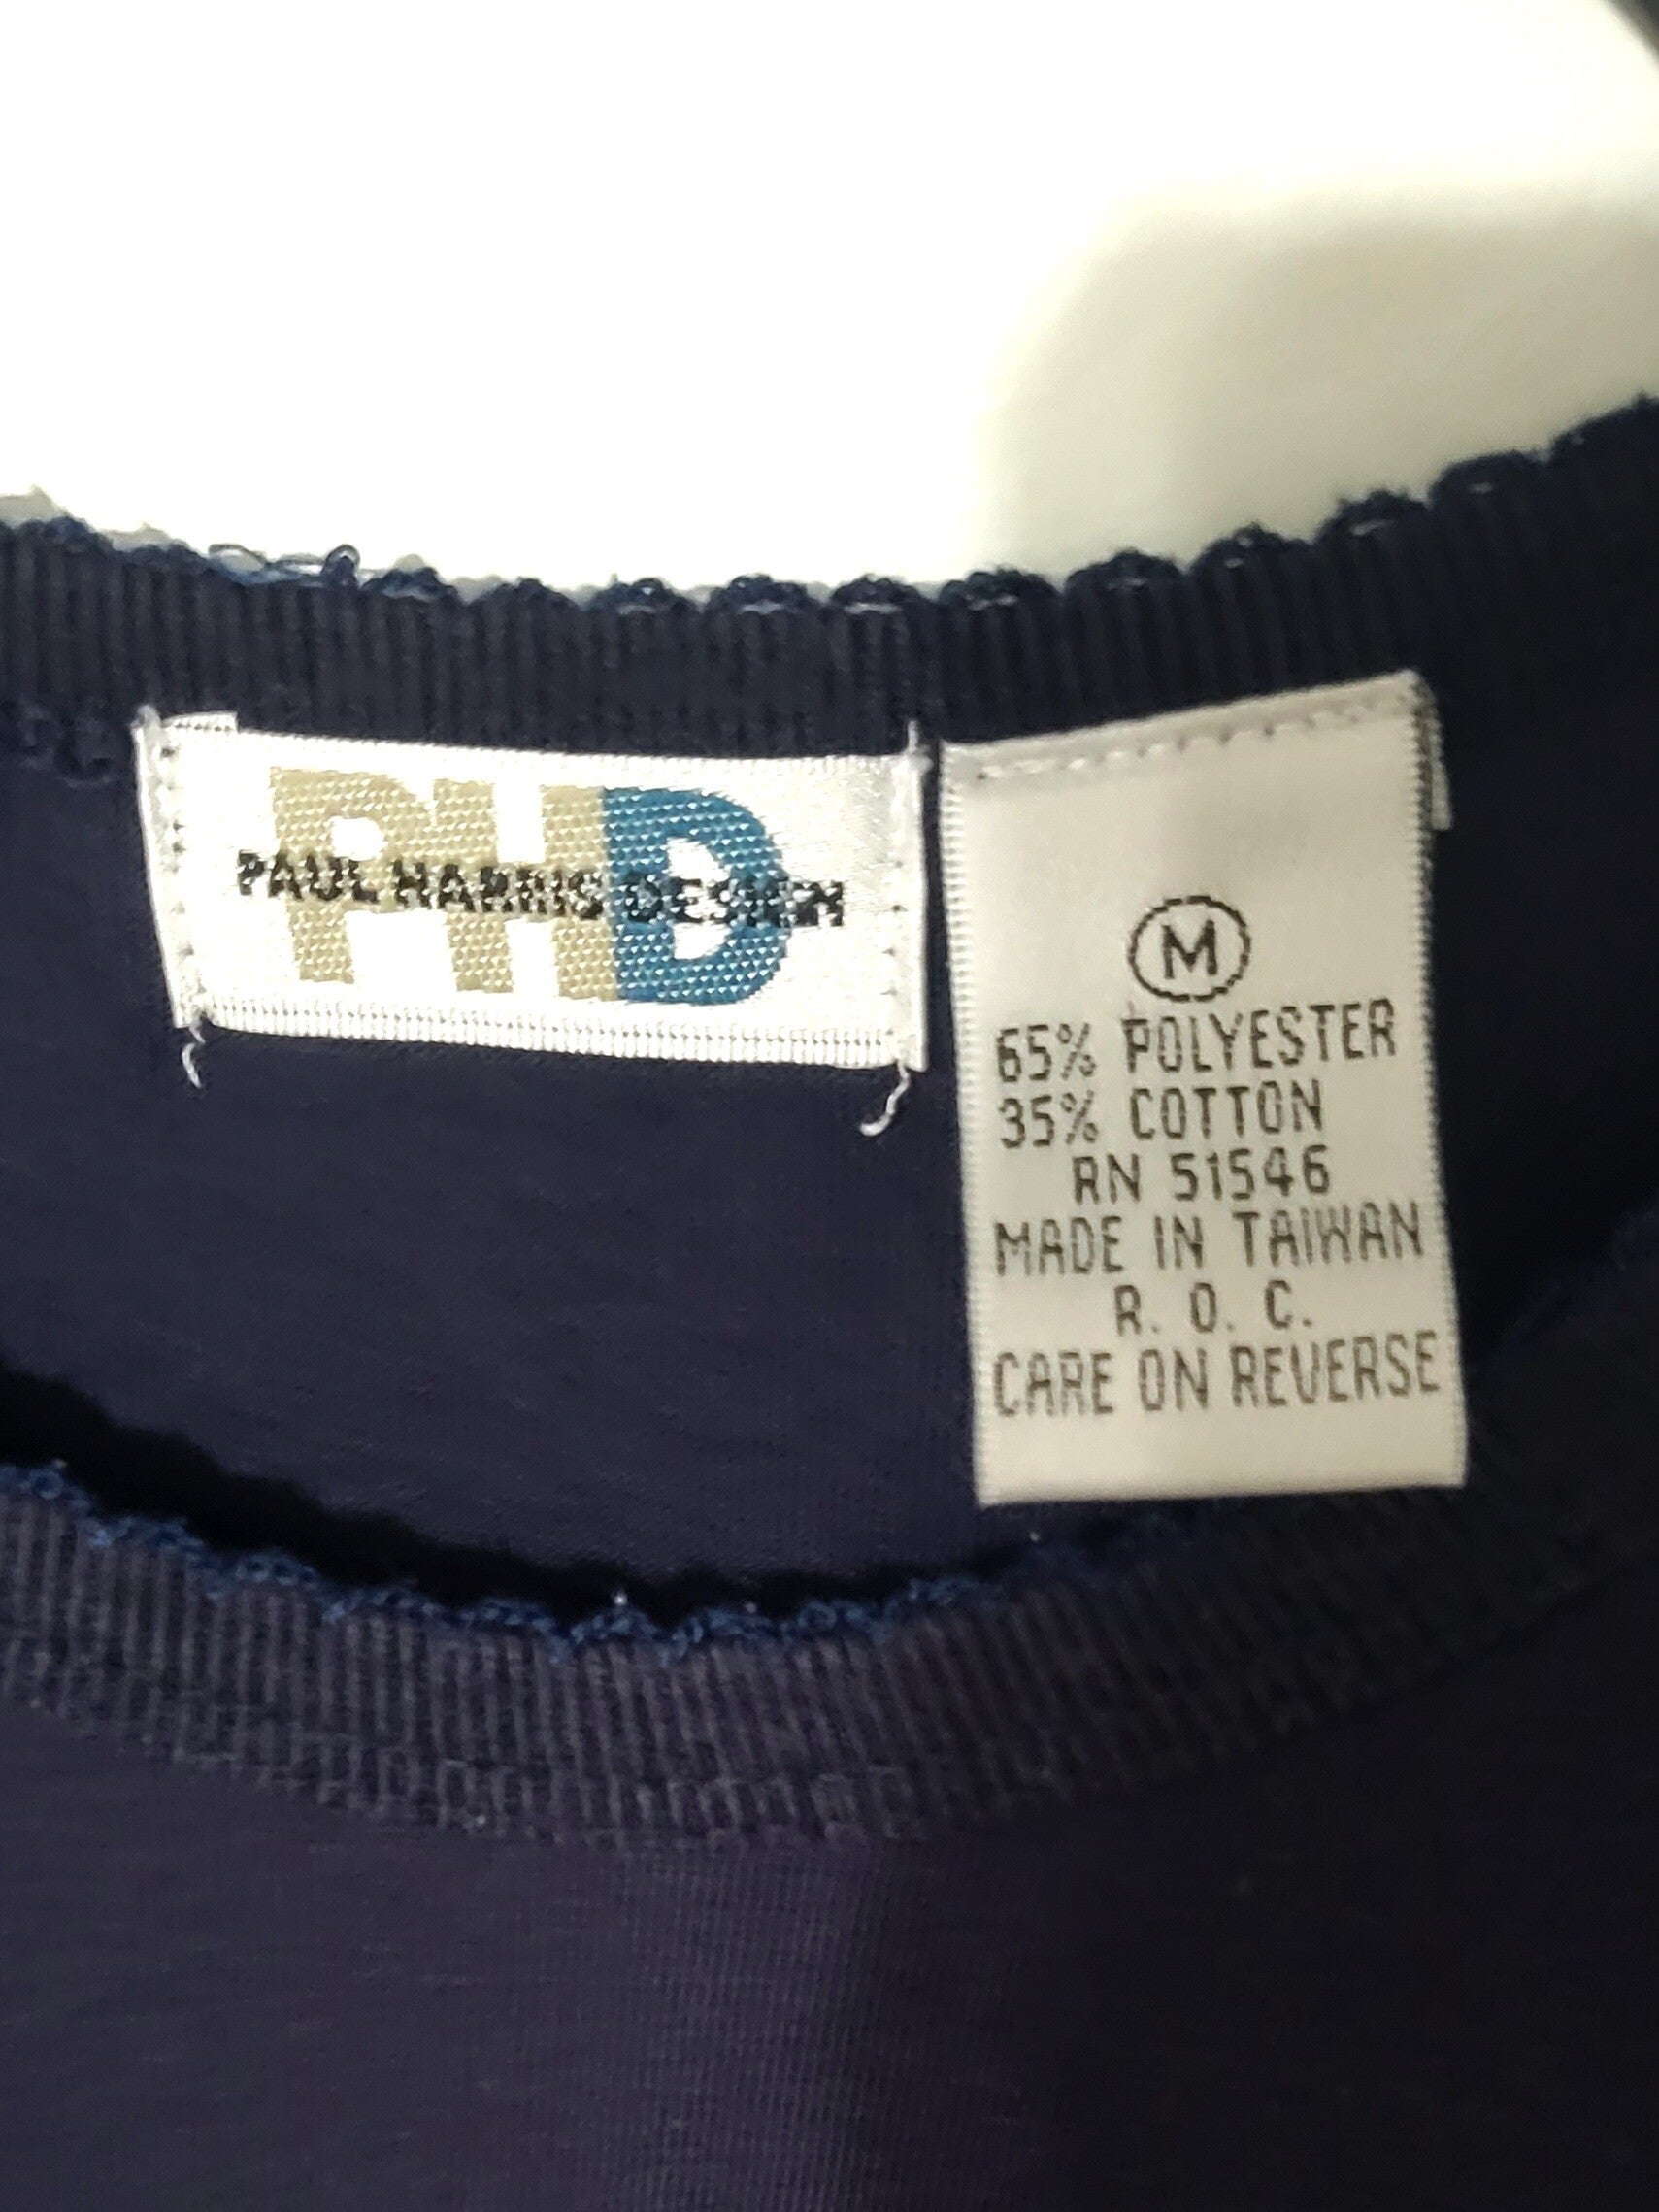 PHD
PAUL HARRIS DESIGN
M
65% POLYESTER
35% COTTON
RN 51546
MADE IN TAIWAN
R. O. C.
CARE ON REVERSE